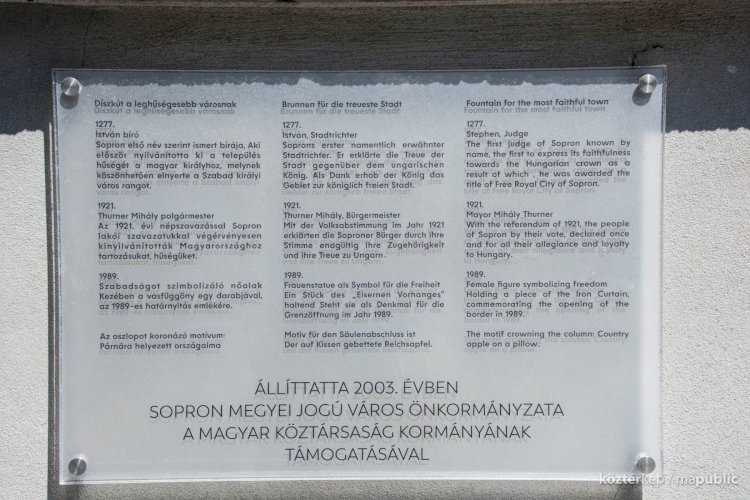 Díszkút a leghűségesebb városnak
1277.
István bíró
Sopron első név szerint ismert bírája, Aki
először nyilvánította ki a település
hűségét a magyar királyhoz, melynek
köszönhetően elnyerte a Szabad királyi
város rangot.
1921.
Thurner Mihály polgármester
Az 1921. évi népszavazással Sopron
lakói szavazatukkal végérvényesen
kinyilvánították Magyarországhoz
tartozásukat, hűségüket.
1989.
Szabadságot szimbolizáló nőalak
Kezében a vasfüggöny egy darabjával,
az 1989-es határnyitás emlékére.
Az oszlopot koronázó motívum:
Párnára helyezett országalma
Brunnen für die treueste Stadt
1277.
István, Stadtrichter
Soprons erster namentlich erwähnter
Stadtrichter. Er erklärte die Treue der
Stadt gegenüber dem ungarischen
König. Als Dank erhob der König das
Gebiet zur königlich freien Stadt.
1921.
Thurner Mihály, Bürgermeister
Mit der Volksabstimmung im Jahr 1921
erklärten die Soproner Bürger durch ihre
Stimme endgültig ihre Zugehörigkeit
und ihre Treue zu Ungarn.
1989.
Frauenstatue als Symbol für die Freiheit
Ein Stück des „Eisernen Vorhanges"
haltend Steht sie als Denkmal für die
Grenzöffnung im Jahr 1989.
Motiv für den Säulenabschluss ist
Der auf Kissen gebettete Reichsapfel.
Fountain for the most faithful town
1277.
Stephen, Judge
The first judge of Sopron known by
name, the first to express its faithfulness
towards the Hungarian crown as a
result of which , he was awarded the
title of Free Royal City of Sopron.
1921.
Mayor Mihály Thurner
With the referendum of 1921, the people
of Sopron by their vote, declared once
and for all their allegiance and loyalty
to Hungary.
1989.
Female figure symbolizing freedom
Holding a piece of the Iron Curtain,
commemorating the opening of the
border in 1989.
The motif crowning the column: Country
apple on a pillow.
ÁLLÍTTATTA 2003. ÉVBEN
SOPRON MEGYEI JOGÚ VÁROS ÖNKORMÁNYZATA
A MAGYAR KÖZTÁRSASÁG KORMÁNYÁNAK
TÁMOGATÁSÁVAL
köztérkép / mapublic